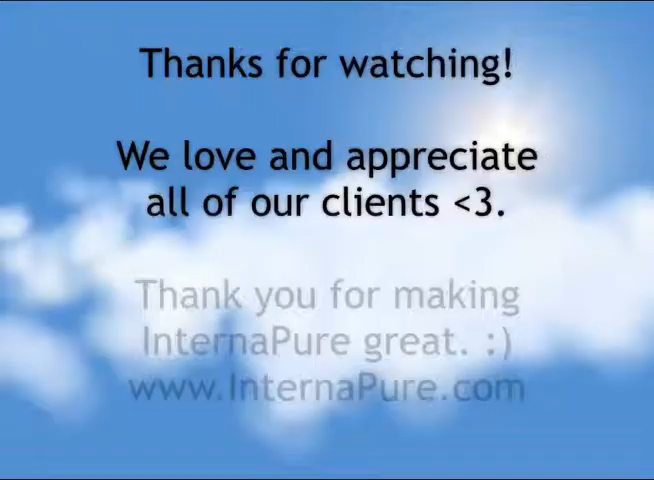 Thanks for watching!
We love and appreciate
all of our clients <3.
Thank you for making
InternaPure great. :)
www.InternaPure.com